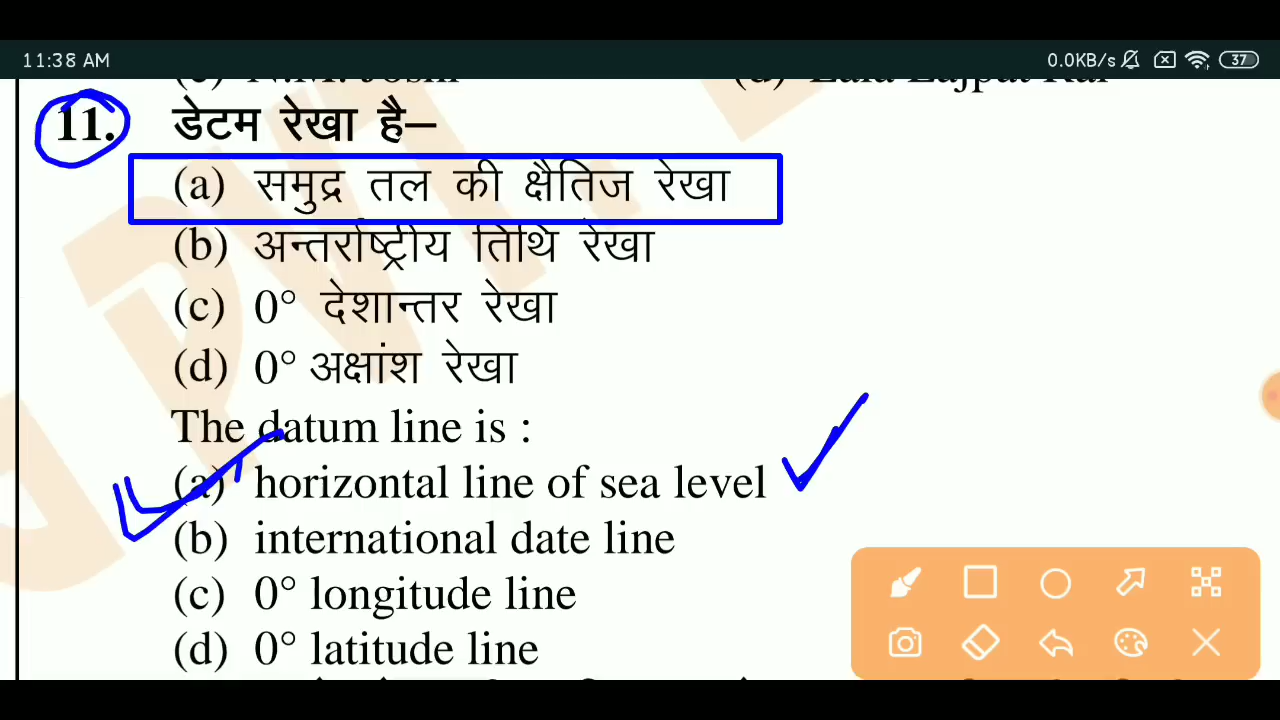 11:38 AM 0.0KB/s 37
11. डेटम रेखा है–
(a) समुद्र तल की क्षैतिज रेखा
(b) अन्तर्राष्ट्रीय तिथि रेखा
(c) 0° देशान्तर रेखा
(d) 0° अक्षांश रेखा
The datum line is :
(a) horizontal line of sea level
(b) international date line
(c) 0° longitude line
(d) 0° latitude line